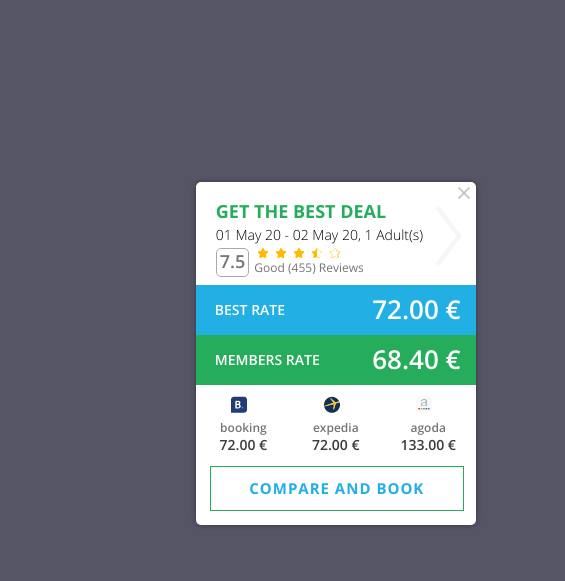 GET THE BEST DEAL
01 May 20 - 02 May 20, 1 Adult(s)
7.5
Good (455) Reviews
BEST RATE 72.00 €
MEMBERS RATE 68.40 €
B a
booking expedia agoda
72.00 € 72.00 € 133.00 €
COMPARE AND BOOK